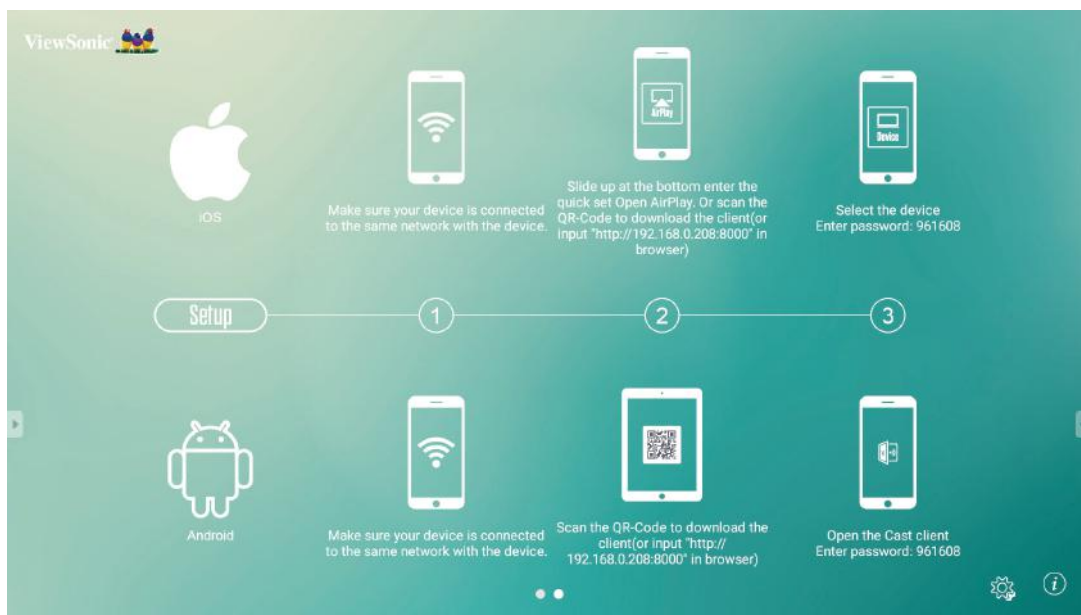 ViewSonic
AirPlay
Device
iOS
Make sure your device is connected
to the same network with the device.
Slide up at the bottom enter the
quick set Open AirPlay. Or scan the
QR-Code to download the client(or
input "http://192.168.0.208:8000" in
browser)
Select the device
Enter password: 961608
Setup
1
2
3
Android
Make sure your device is connected
to the same network with the device.
Scan the QR-Code to download the
client(or input "http://
192.168.0.208:8000" in browser)
Open the Cast client
Enter password: 961608
i